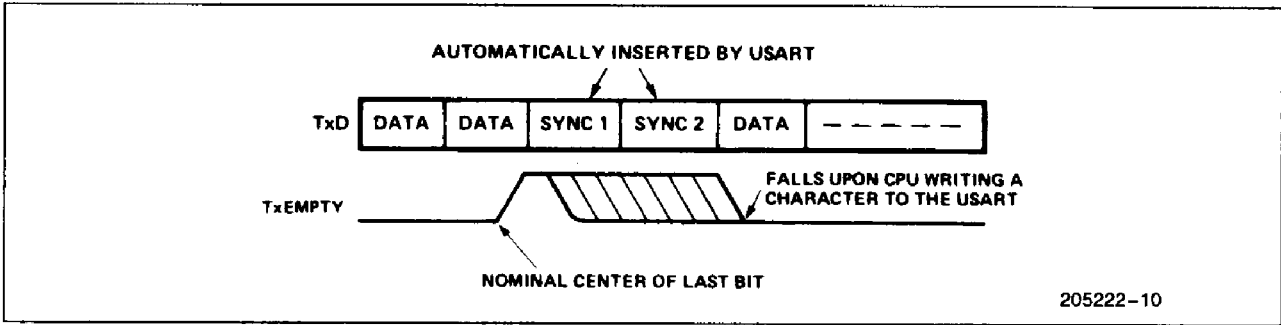 AUTOMATICALLY INSERTED BY USART
TxD DATA DATA SYNC 1 SYNC 2 DATA – – – – – –
TxEMPTY
FALLS UPON CPU WRITING A
CHARACTER TO THE USART
NOMINAL CENTER OF LAST BIT
205222–10